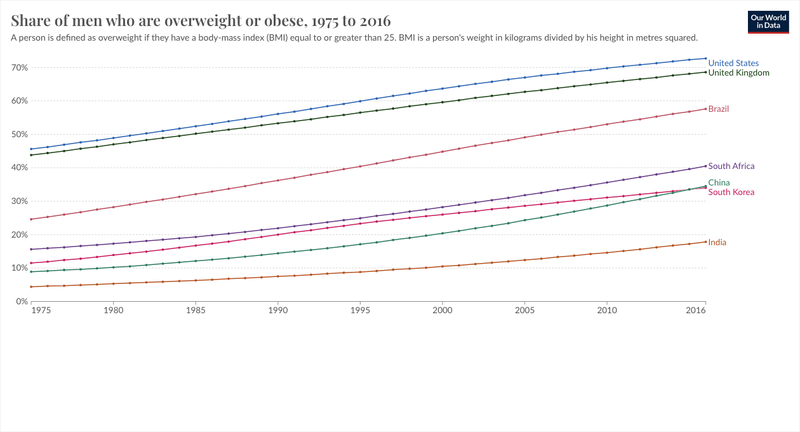 Share of men who are overweight or obese, 1975 to 2016
Our World
in Data
A person is defined as overweight if they have a body-mass index (BMI) equal to or greater than 25. BMI is a person's weight in kilograms divided by his height in metres squared.
70%
60%
50%
40%
30%
20%
10%
0%
United States
United Kingdom
Brazil
South Africa
China
South Korea
India
1975
1980
1985
1990
1995
2000
2005
2010
2016